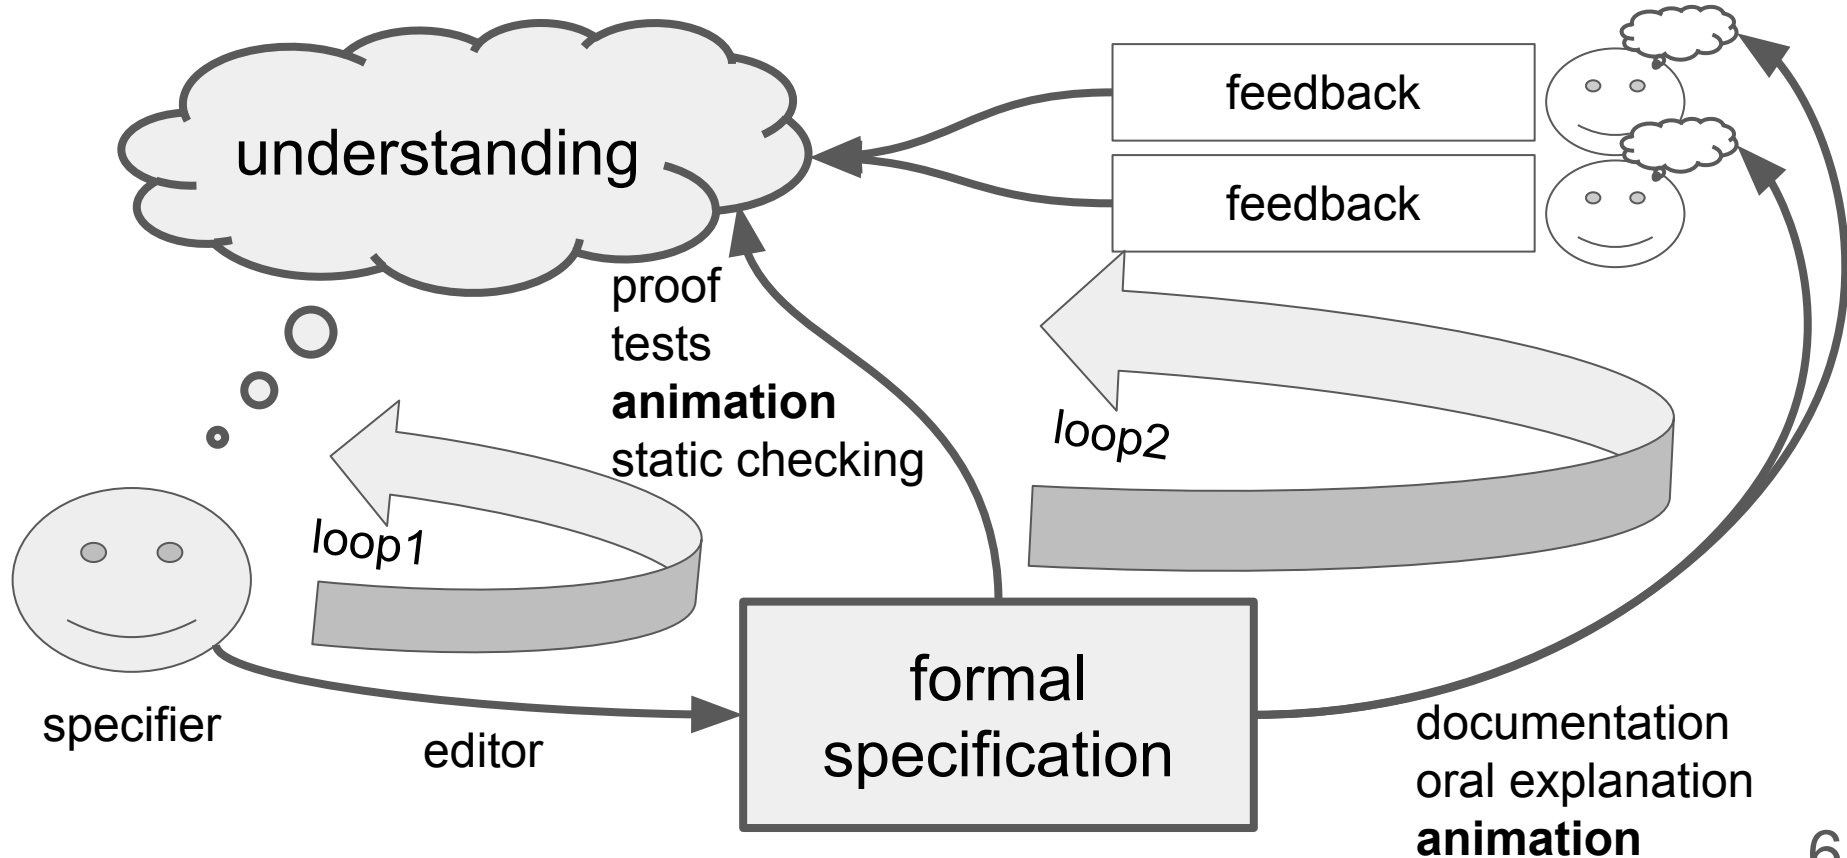 understanding
feedback
feedback
proof
tests
animation
static checking
loop2
loop1
specifier
editor
formal
specification
documentation
oral explanation
animation
6